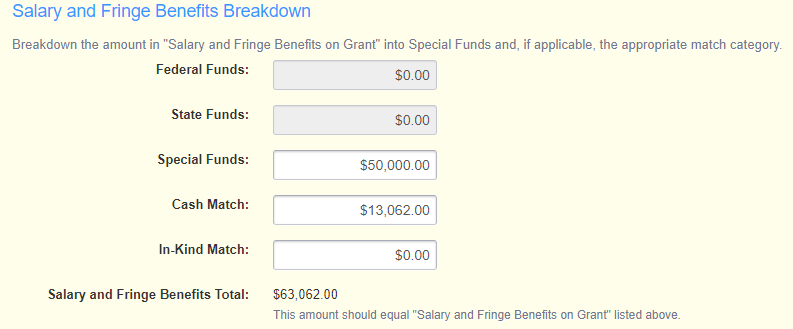 Salary and Fringe Benefits Breakdown
Breakdown the amount in "Salary and Fringe Benefits on Grant" into Special Funds and, if applicable, the appropriate match category.
Federal Funds: $0.00
State Funds: $0.00
Special Funds: $50,000.00
Cash Match: $13,062.00
In-Kind Match: $0.00
Salary and Fringe Benefits Total: $63,062.00
This amount should equal "Salary and Fringe Benefits on Grant" listed above.